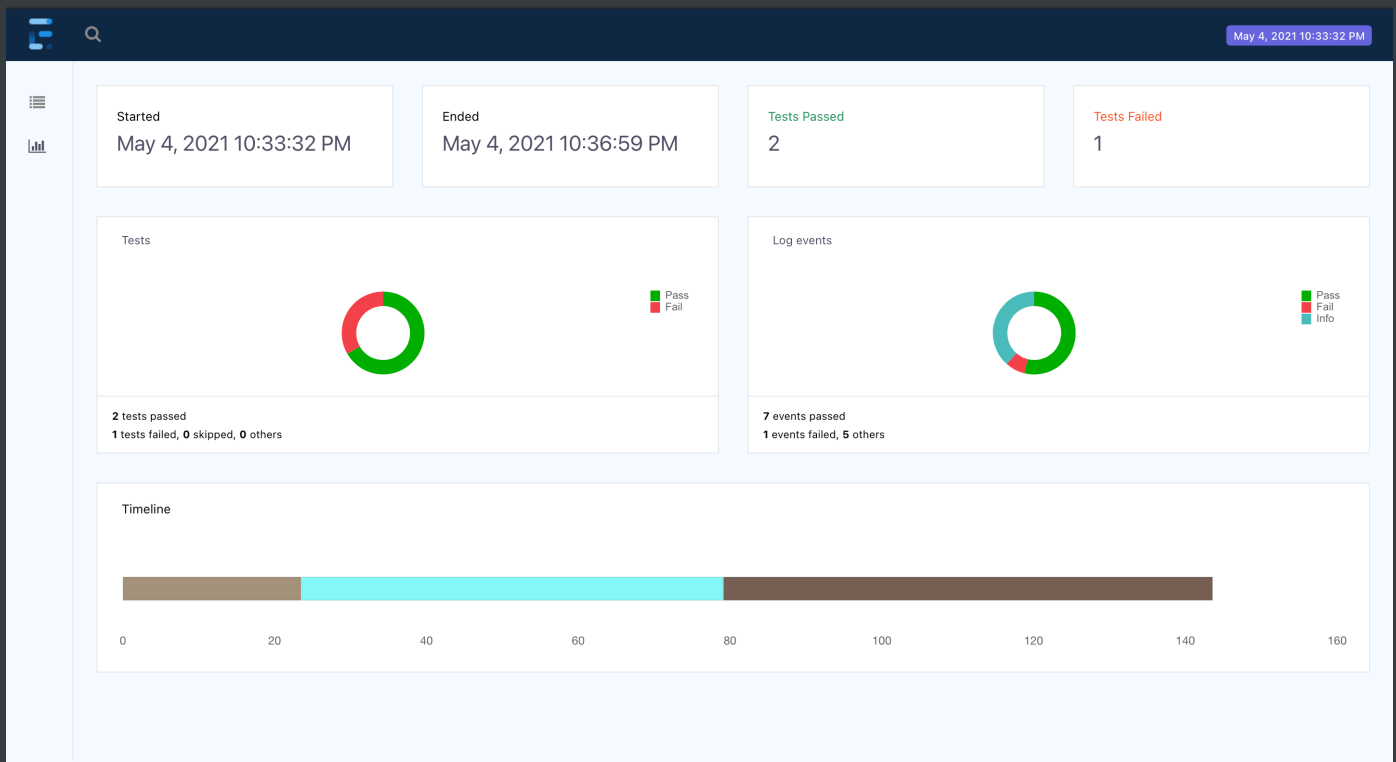 May 4, 2021 10:33:32 PM
Started
May 4, 2021 10:33:32 PM
Ended
May 4, 2021 10:36:59 PM
Tests Passed
2
Tests Failed
1
Tests
Pass
Fail
2 tests passed
1 tests failed, 0 skipped, 0 others
Log events
Pass
Fail
Info
7 events passed
1 events failed, 5 others
Timeline
0 20 40 60 80 100 120 140 160